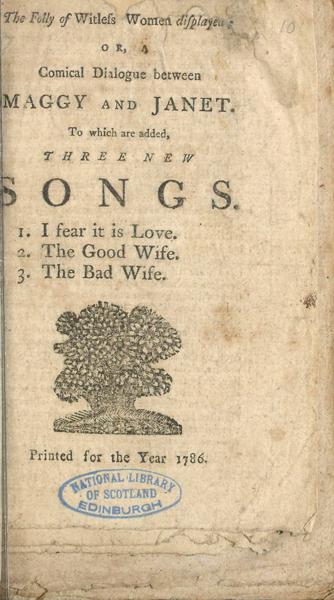 The Folly of Witleſs Women diſplayed:
OR, A
Comical Dialogue between
MAGGY AND JANET.
To which are added,
THREE NEW
SONGS.
1. I fear it is Love.
2. The Good Wife.
3. The Bad Wife.
Printed for the Year 1786.
NATIONAL LIBRARY
OF SCOTLAND
EDINBURGH
10